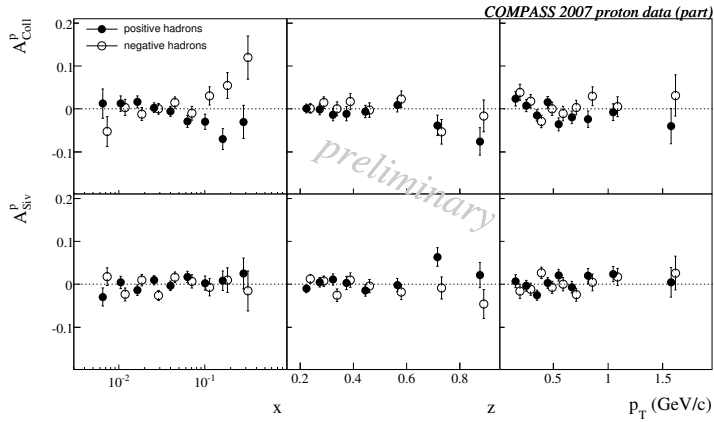 COMPASS 2007 proton data (part)
A^p_Coll
0.2
0.1
0
-0.1
positive hadrons
negative hadrons
preliminary
A^p_Siv
0.2
0.1
0
-0.1
10^-2 10^-1 0.2 0.4 0.6 0.8 0.5 1 1.5
x z p_T (GeV/c)